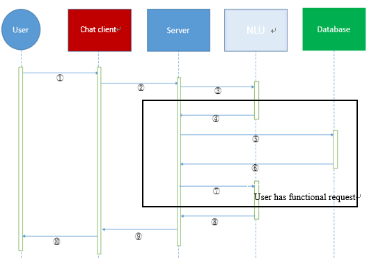 User
Chat client
Server
NLU
Database
①
②
③
④
⑤
⑥
⑦
User has functional request
⑧
⑨
⑩